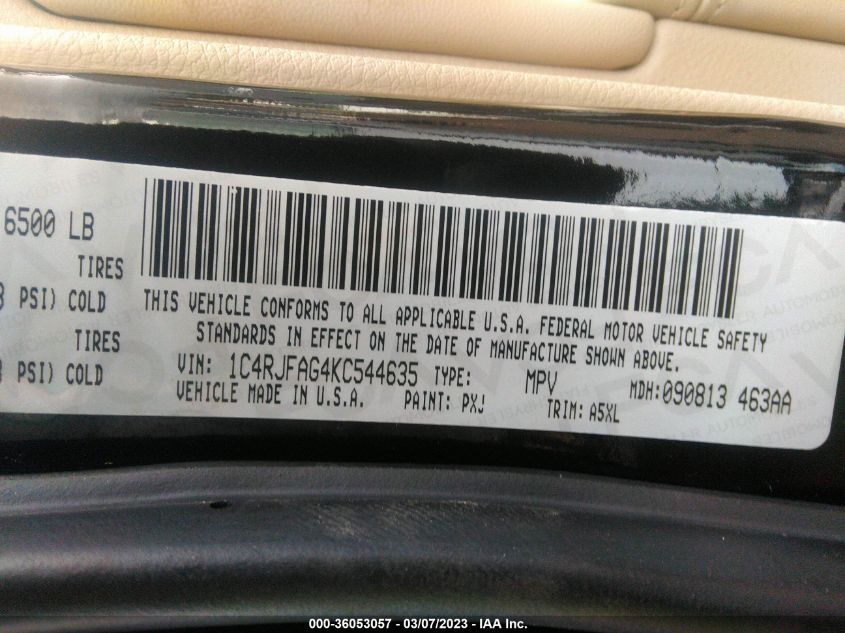 6500 LB
TIRES
PSI) COLD
TIRES
PSI) COLD
THIS VEHICLE CONFORMS TO ALL APPLICABLE U.S.A. FEDERAL MOTOR VEHICLE SAFETY
STANDARDS IN EFFECT ON THE DATE OF MANUFACTURE SHOWN ABOVE.
VIN: 1C4RJFAG4KC544635 TYPE: MPV MDH:090813 463AA
VEHICLE MADE IN U.S.A. PAINT: PXJ TRIM: A5XL
000-36053057 - 03/07/2023 - IAA Inc.